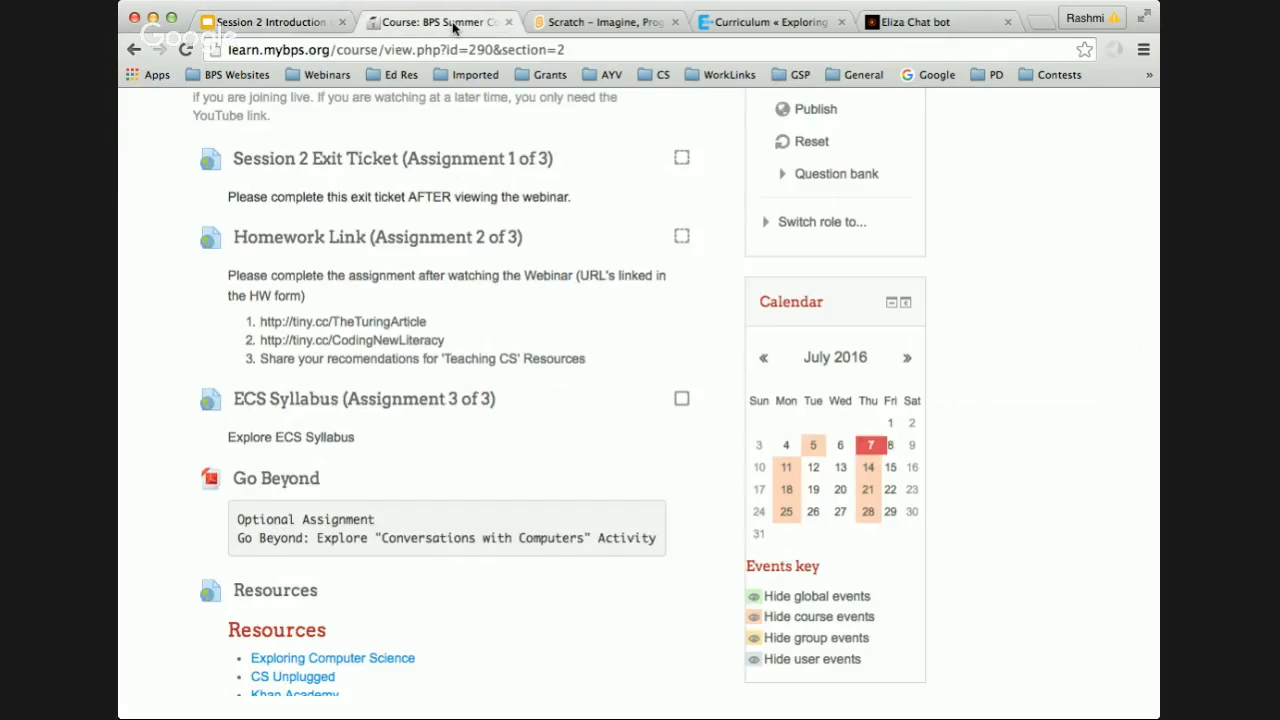 Session 2 Introduction
Course: BPS Summer Co
Scratch – Imagine, Prog
Curriculum « Exploring
Eliza Chat bot
Rashmi
Google
learn.mybps.org/course/view.php?id=290&section=2
Apps
BPS Websites
Webinars
Ed Res
Imported
Grants
AYV
CS
WorkLinks
GSP
General
Google
PD
Contests
»
if you are joining live. If you are watching at a later time, you only need the
YouTube link.
Session 2 Exit Ticket (Assignment 1 of 3)
Please complete this exit ticket AFTER viewing the webinar.
Homework Link (Assignment 2 of 3)
Please complete the assignment after watching the Webinar (URL's linked in
the HW form)
1. http://tiny.cc/TheTuringArticle
2. http://tiny.cc/CodingNewLiteracy
3. Share your recomendations for 'Teaching CS' Resources
ECS Syllabus (Assignment 3 of 3)
Explore ECS Syllabus
Go Beyond
Optional Assignment
Go Beyond: Explore "Conversations with Computers" Activity
Resources
Resources
• Exploring Computer Science
• CS Unplugged
• Khan Academy
Publish
Reset
Question bank
Switch role to...
Calendar
« July 2016 »
Sun Mon Tue Wed Thu Fri Sat
1 2
3 4 5 6 7 8 9
10 11 12 13 14 15 16
17 18 19 20 21 22 23
24 25 26 27 28 29 30
31
Events key
Hide global events
Hide course events
Hide group events
Hide user events